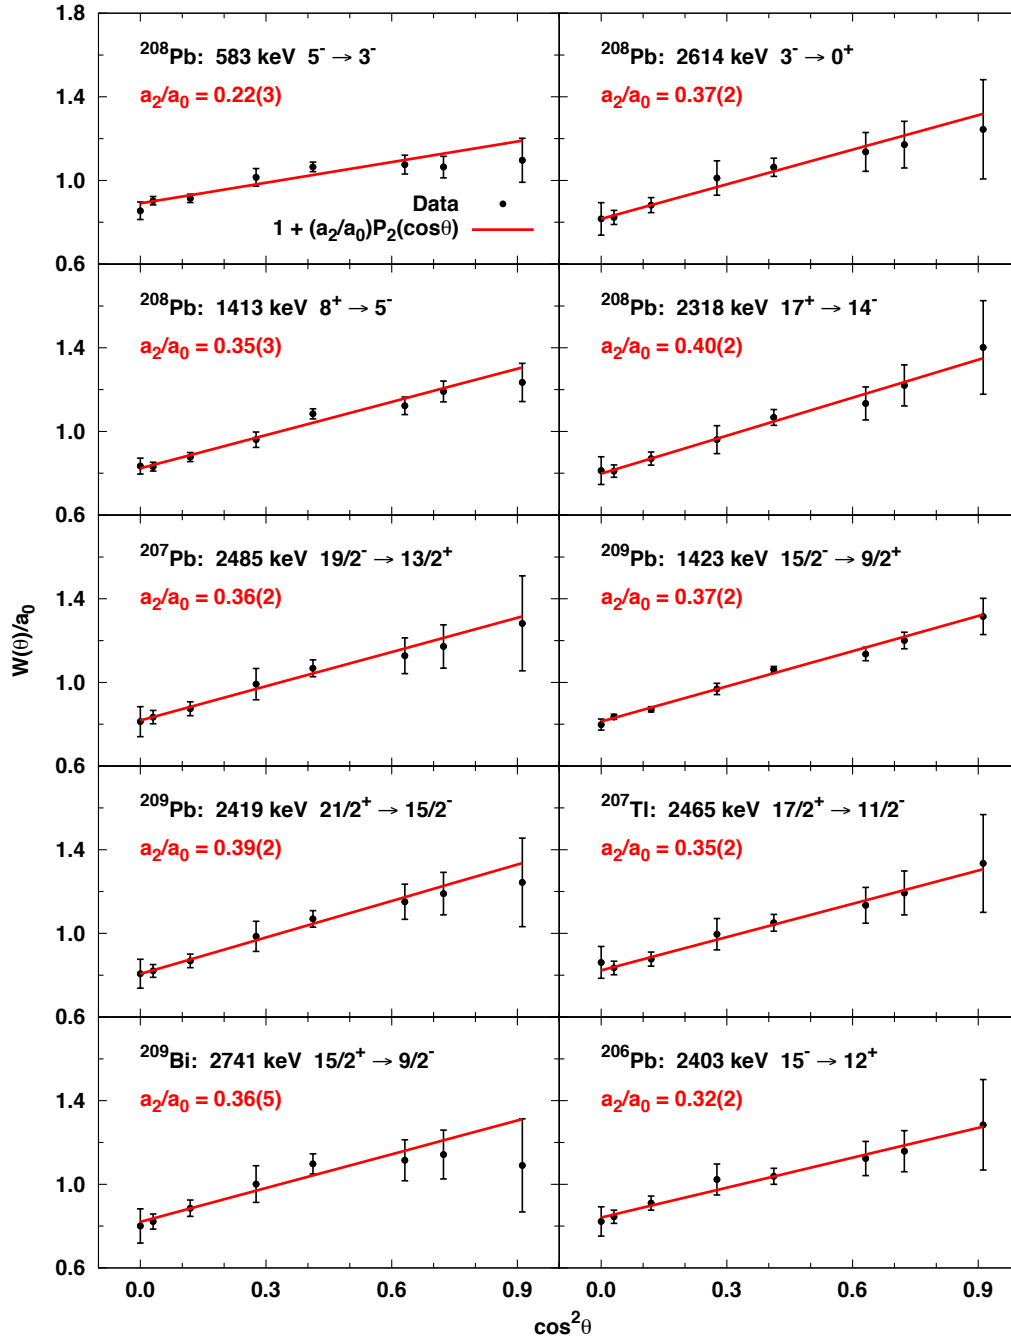 1.8
²⁰⁸Pb: 583 keV 5⁻ → 3⁻
a₂/a₀ = 0.22(3)
²⁰⁸Pb: 2614 keV 3⁻ → 0⁺
a₂/a₀ = 0.37(2)
1.4
1.0
Data
1 + (a₂/a₀)P₂(cosθ)
0.6
²⁰⁸Pb: 1413 keV 8⁺ → 5⁻
a₂/a₀ = 0.35(3)
²⁰⁸Pb: 2318 keV 17⁺ → 14⁻
a₂/a₀ = 0.40(2)
1.4
1.0
0.6
²⁰⁷Pb: 2485 keV 19/2⁻ → 13/2⁺
a₂/a₀ = 0.36(2)
²⁰⁹Pb: 1423 keV 15/2⁻ → 9/2⁺
a₂/a₀ = 0.37(2)
1.4
W(θ)/a₀
1.0
0.6
²⁰⁹Pb: 2419 keV 21/2⁺ → 15/2⁻
a₂/a₀ = 0.39(2)
²⁰⁷Tl: 2465 keV 17/2⁺ → 11/2⁻
a₂/a₀ = 0.35(2)
1.4
1.0
0.6
²⁰⁹Bi: 2741 keV 15/2⁺ → 9/2⁻
a₂/a₀ = 0.36(5)
²⁰⁶Pb: 2403 keV 15⁻ → 12⁺
a₂/a₀ = 0.32(2)
1.4
1.0
0.6
0.0 0.3 0.6 0.9 0.0 0.3 0.6 0.9
cos²θ